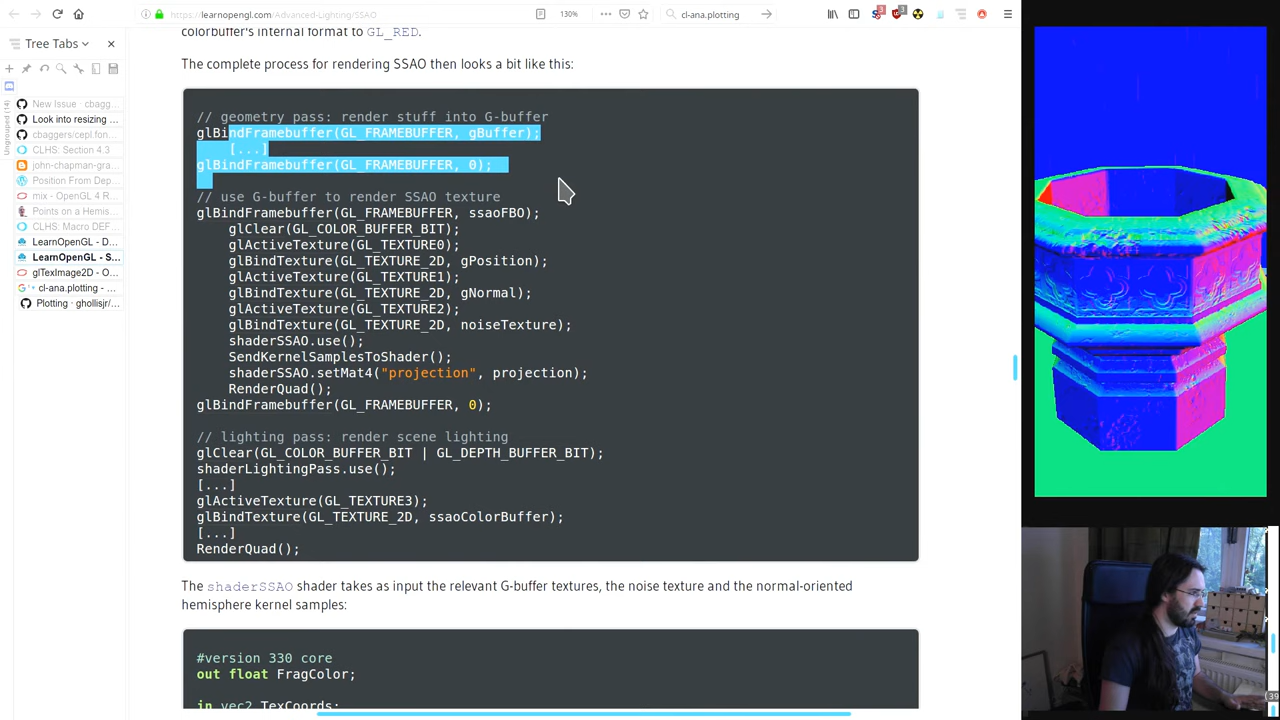 https://learnopengl.com/Advanced-Lighting/SSAO
130%
cl-ana.plotting
Tree Tabs
Ungrouped (14)
New Issue · cbagg...
Look into resizing ...
cbaggers/cepl.fon...
CLHS: Section 4.3
john-chapman-gra...
Position From Dep...
mix - OpenGL 4 R...
Points on a Hemis...
CLHS: Macro DEF...
LearnOpenGL - D...
LearnOpenGL - S...
glTexImage2D - O...
cl-ana.plotting - ...
Plotting · ghollisjr/...
colorbuffer's internal format to GL_RED.
The complete process for rendering SSAO then looks a bit like this:
// geometry pass: render stuff into G-buffer
glBindFramebuffer(GL_FRAMEBUFFER, gBuffer);
[...]
glBindFramebuffer(GL_FRAMEBUFFER, 0);
// use G-buffer to render SSAO texture
glBindFramebuffer(GL_FRAMEBUFFER, ssaoFBO);
glClear(GL_COLOR_BUFFER_BIT);
glActiveTexture(GL_TEXTURE0);
glBindTexture(GL_TEXTURE_2D, gPosition);
glActiveTexture(GL_TEXTURE1);
glBindTexture(GL_TEXTURE_2D, gNormal);
glActiveTexture(GL_TEXTURE2);
glBindTexture(GL_TEXTURE_2D, noiseTexture);
shaderSSAO.use();
SendKernelSamplesToShader();
shaderSSAO.setMat4("projection", projection);
RenderQuad();
glBindFramebuffer(GL_FRAMEBUFFER, 0);
// lighting pass: render scene lighting
glClear(GL_COLOR_BUFFER_BIT | GL_DEPTH_BUFFER_BIT);
shaderLightingPass.use();
[...]
glActiveTexture(GL_TEXTURE3);
glBindTexture(GL_TEXTURE_2D, ssaoColorBuffer);
[...]
RenderQuad();
The shaderSSAO shader takes as input the relevant G-buffer textures, the noise texture and the normal-oriented
hemisphere kernel samples:
#version 330 core
out float FragColor;
in vec2 TexCoords;